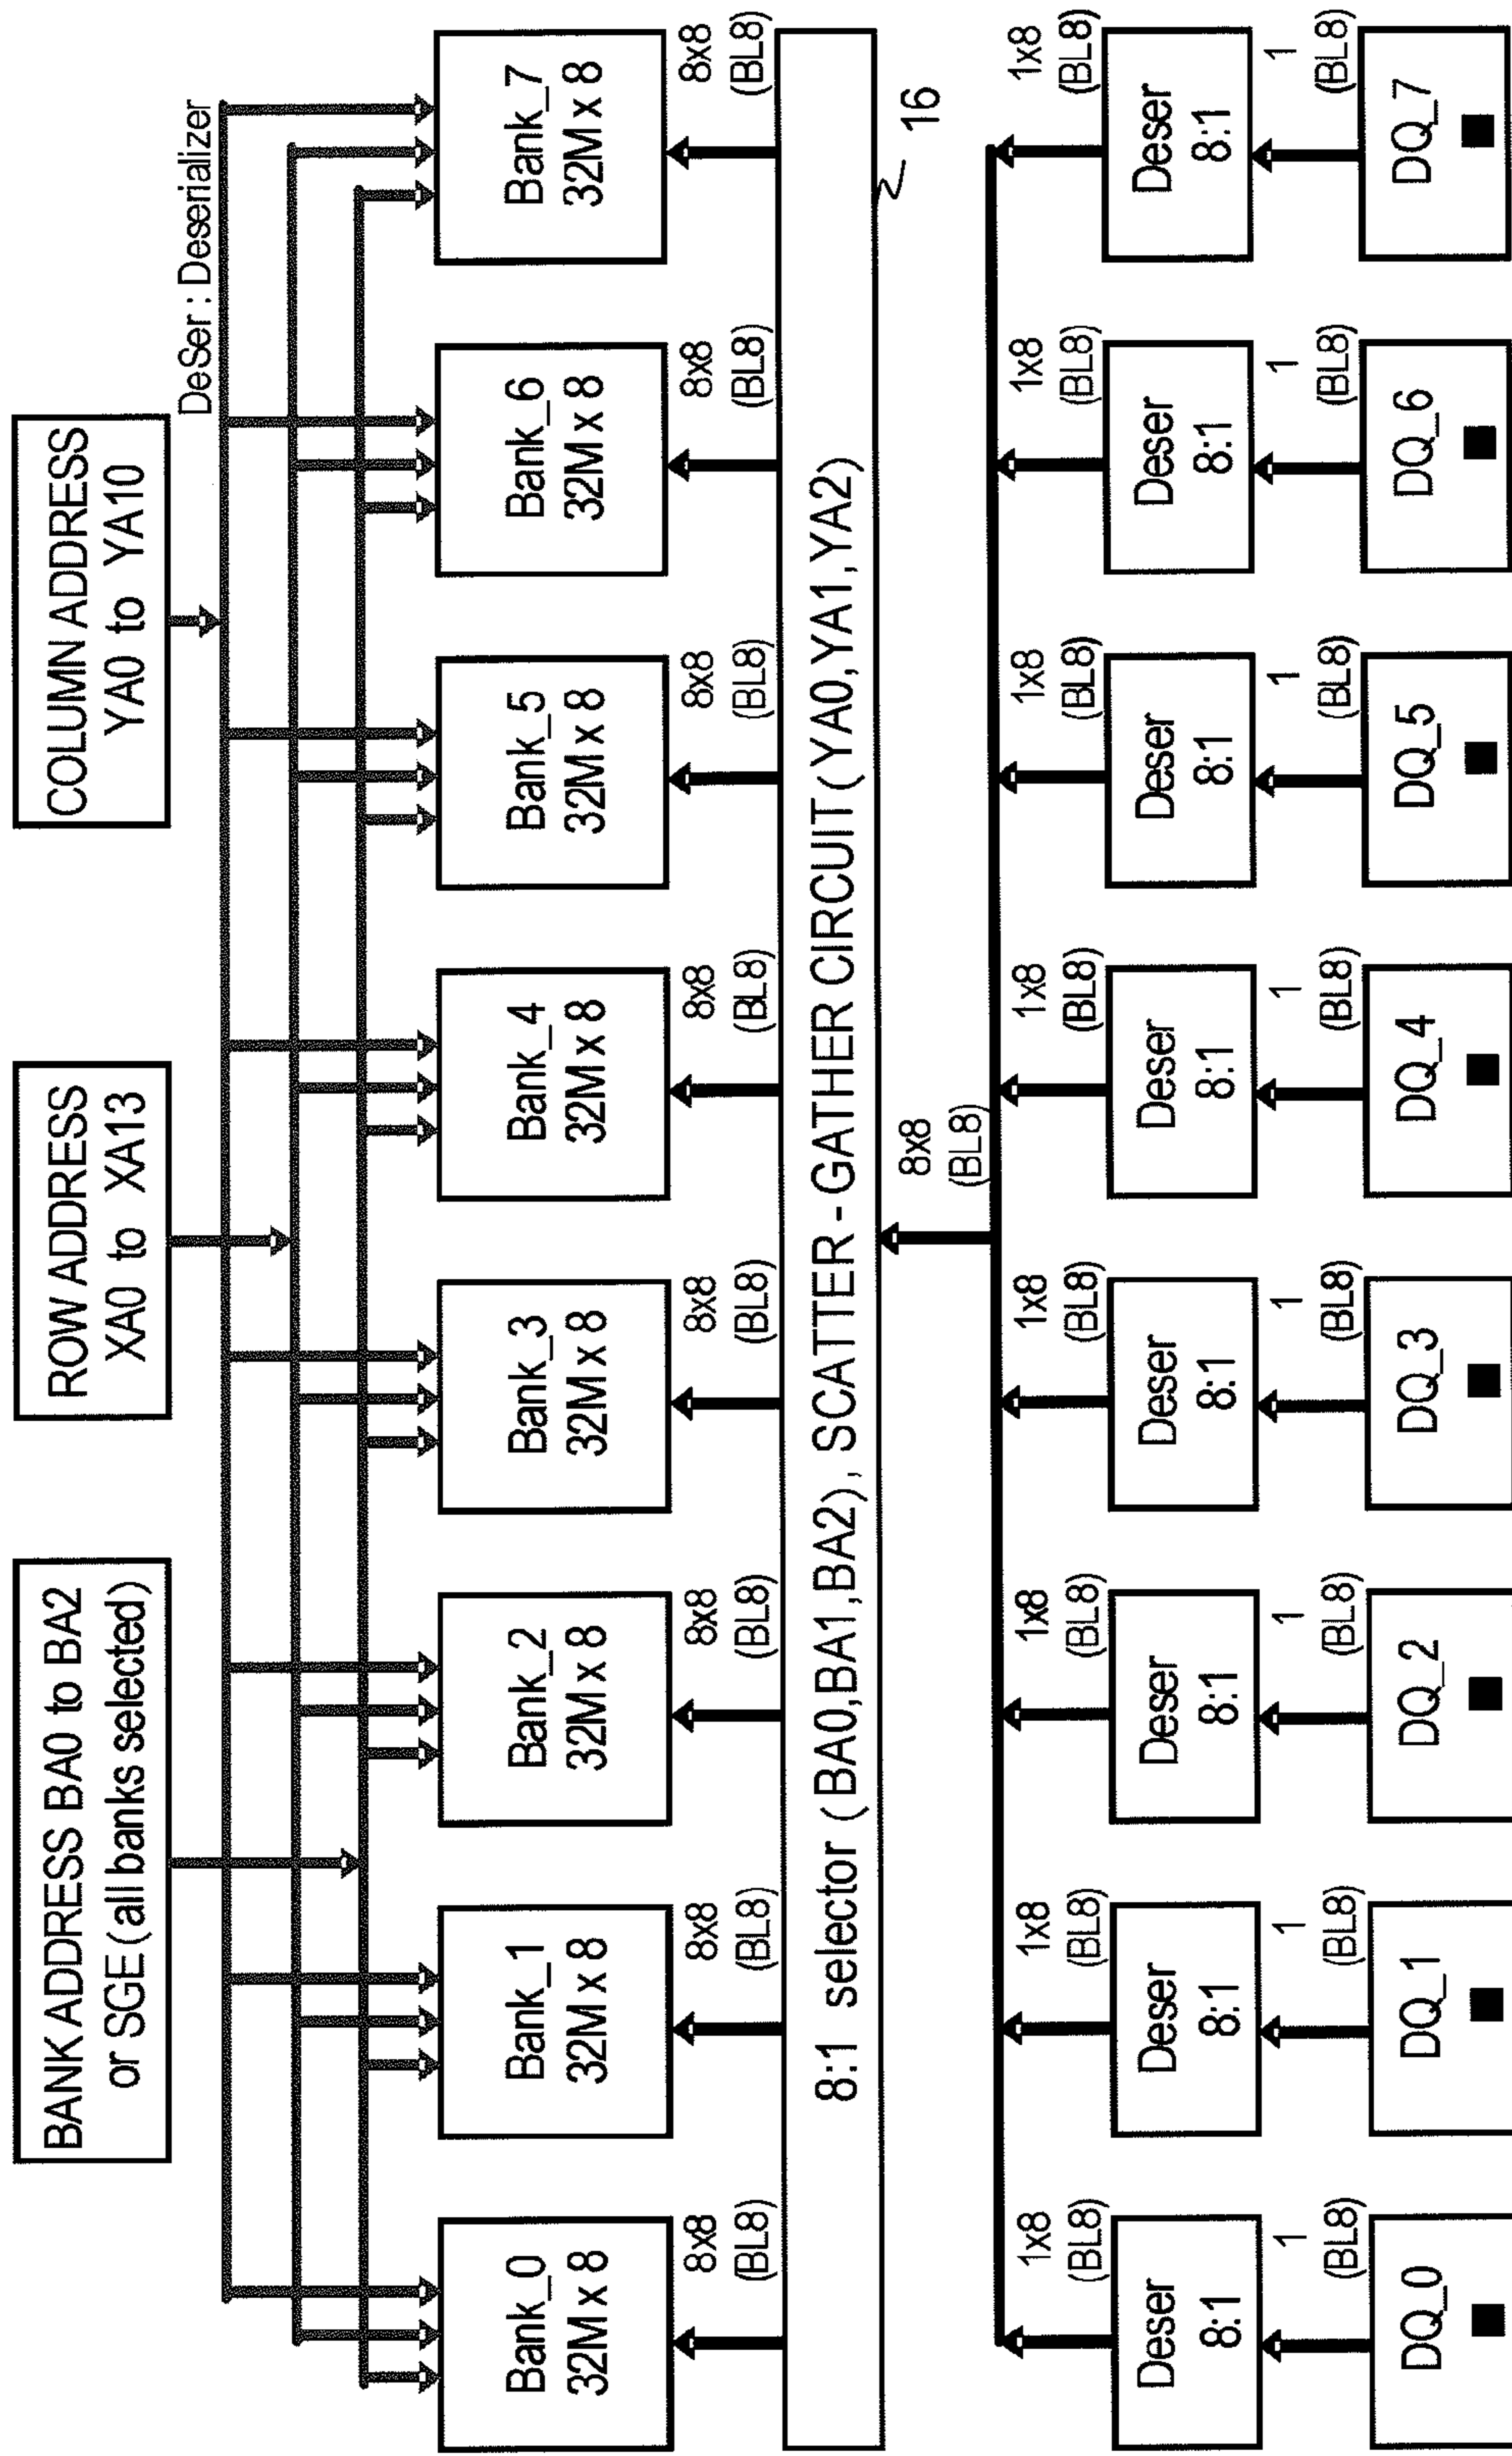 BANK ADDRESS BA0 to BA2
or SGE (all banks selected)
ROW ADDRESS
XA0 to XA13
COLUMN ADDRESS
YA0 to YA10
DeSer : Deserializer
Bank_0
32M x 8
Bank_1
32M x 8
Bank_2
32M x 8
Bank_3
32M x 8
Bank_4
32M x 8
Bank_5
32M x 8
Bank_6
32M x 8
Bank_7
32M x 8
8x8
(BL8)
8x8
(BL8)
8x8
(BL8)
8x8
(BL8)
8x8
(BL8)
8x8
(BL8)
8x8
(BL8)
8x8
(BL8)
8:1 selector (BA0,BA1,BA2), SCATTER - GATHER CIRCUIT (YA0,YA1,YA2)
16
8x8
(BL8)
1x8
(BL8)
1x8
(BL8)
1x8
(BL8)
1x8
(BL8)
1x8
(BL8)
1x8
(BL8)
1x8
(BL8)
1x8
(BL8)
Deser
8:1
Deser
8:1
Deser
8:1
Deser
8:1
Deser
8:1
Deser
8:1
Deser
8:1
Deser
8:1
1
(BL8)
1
(BL8)
1
(BL8)
1
(BL8)
1
(BL8)
1
(BL8)
1
(BL8)
1
(BL8)
DQ_0
DQ_1
DQ_2
DQ_3
DQ_4
DQ_5
DQ_6
DQ_7